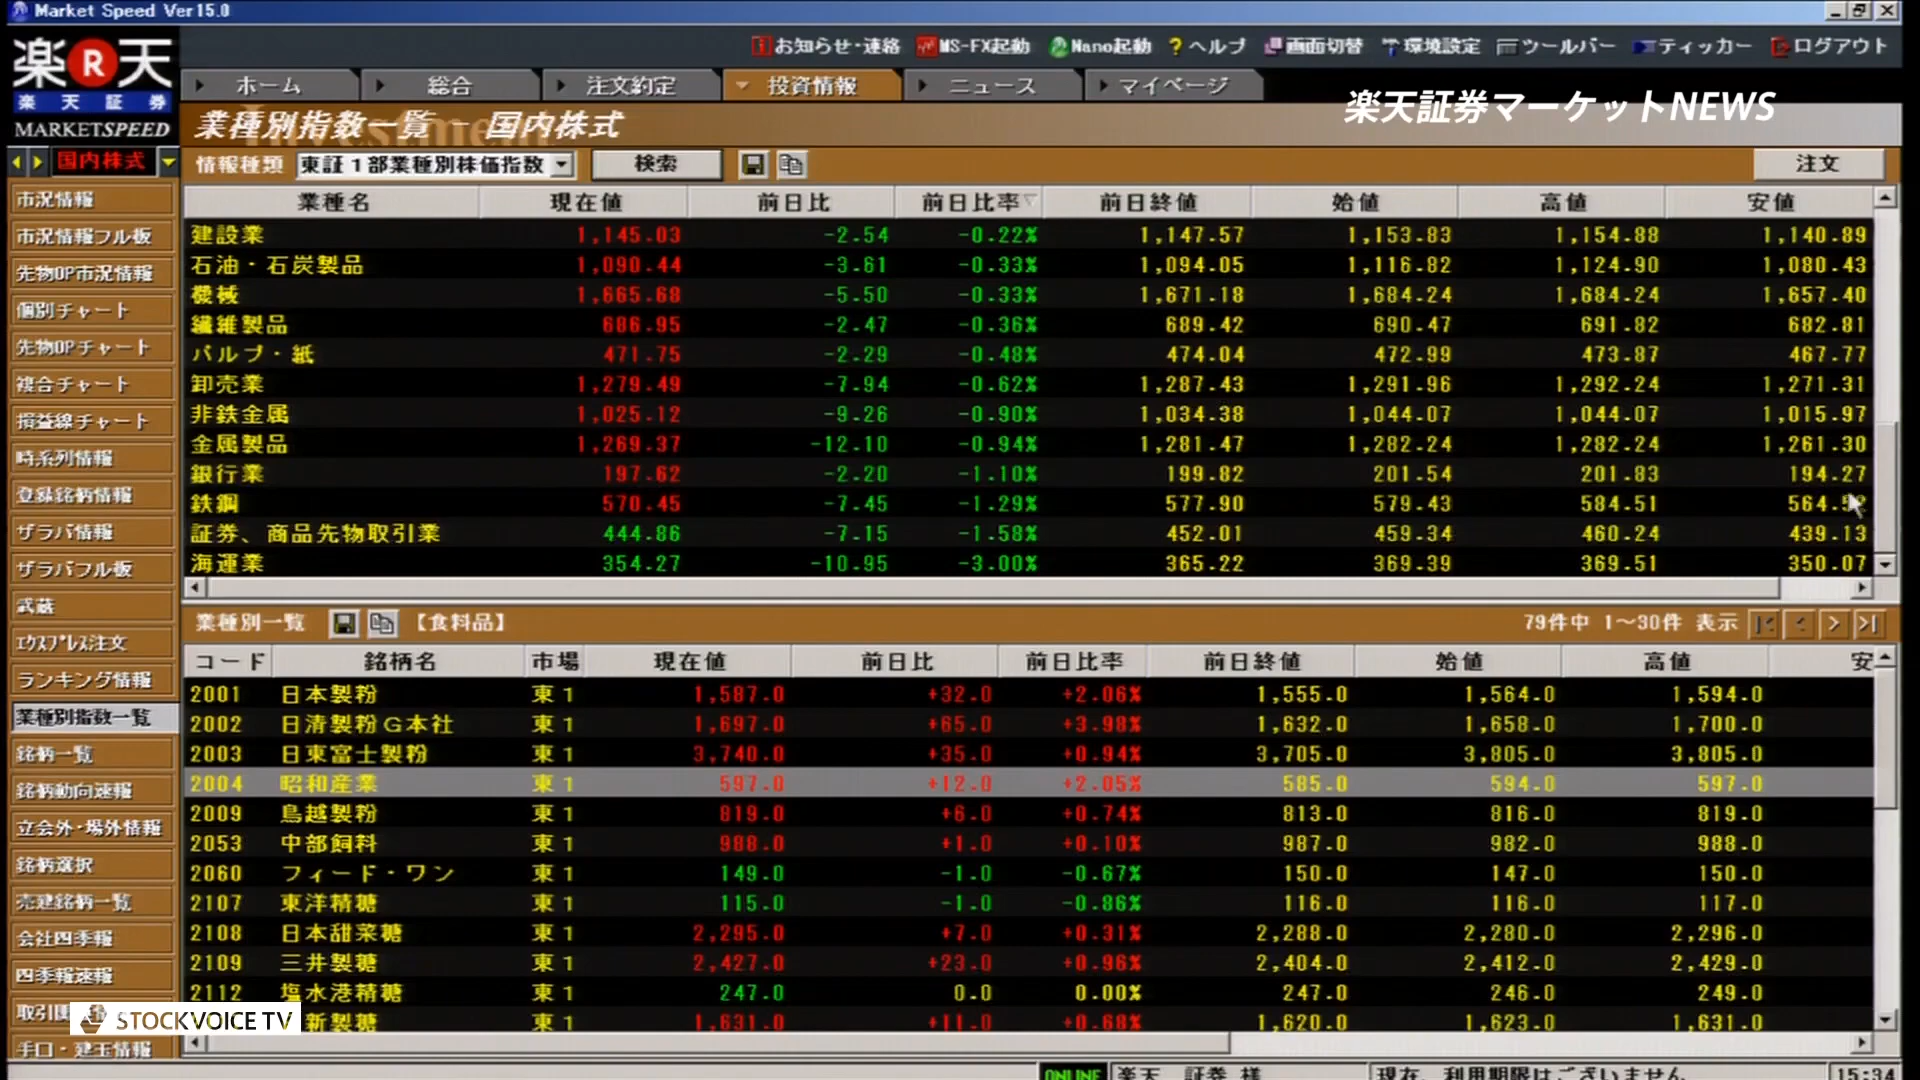 Market Speed Ver15.0
楽R天
楽天証券
MARKETSPEED
お知らせ・連絡 MS-FX起動 Nano起動 ? ヘルプ 画面切替 環境設定 ツールバー ティッカー ログアウト
ホーム 総合 注文約定 投資情報 ニュース マイページ
楽天証券マーケットNEWS
業種別指数一覧 - 国内株式
国内株式
情報種類 東証1部業種別株価指数 検索 注文
市況情報
市況情報フル板
先物OP市況情報
個別チャート
先物OPチャート
複合チャート
損益線チャート
時系列情報
登録銘柄情報
ザラバ情報
ザラバフル板
武蔵
エクスプレス注文
ランキング情報
業種別指数一覧
銘柄一覧
銘柄動向速報
立会外・場外情報
銘柄選択
売建銘柄一覧
会社四季報
四季報速報
手口・建玉情報
業種名 現在値 前日比 前日比率 前日終値 始値 高値 安値
建設業 1,145.03 -2.54 -0.22% 1,147.57 1,153.83 1,154.88 1,140.89
石油・石炭製品 1,090.44 -3.61 -0.33% 1,094.05 1,116.82 1,124.90 1,080.43
機械 1,665.68 -5.50 -0.33% 1,671.18 1,684.24 1,684.24 1,657.40
繊維製品 686.95 -2.47 -0.36% 689.42 690.47 691.82 682.81
パルプ・紙 471.75 -2.29 -0.48% 474.04 472.99 473.87 467.77
卸売業 1,279.49 -7.94 -0.62% 1,287.43 1,291.96 1,292.24 1,271.31
非鉄金属 1,025.12 -9.26 -0.90% 1,034.38 1,044.07 1,044.07 1,015.97
金属製品 1,269.37 -12.10 -0.94% 1,281.47 1,282.24 1,282.24 1,261.30
銀行業 197.62 -2.20 -1.10% 199.82 201.54 201.83 194.27
鉄鋼 570.45 -7.45 -1.29% 577.90 579.43 584.51
証券、商品先物取引業 444.86 -7.15 -1.58% 452.01 459.34 460.24 439.13
海運業 354.27 -10.95 -3.00% 365.22 369.39 369.51 350.07
業種別一覧 【食料品】 79件中 1～30件 表示
コード 銘柄名 市場 現在値 前日比 前日比率 前日終値 始値 高値 安
2001 日本製粉 東1 1,587.0 +32.0 +2.06% 1,555.0 1,564.0 1,594.0
2002 日清製粉G本社 東1 1,697.0 +65.0 +3.98% 1,632.0 1,658.0 1,700.0
2003 日東富士製粉 東1 3,740.0 +35.0 +0.94% 3,705.0 3,805.0 3,805.0
2004 昭和産業 東1 597.0 +12.0 +2.05% 585.0 594.0 597.0
2009 鳥越製粉 東1 819.0 +6.0 +0.74% 813.0 816.0 819.0
2053 中部飼料 東1 988.0 +1.0 +0.10% 987.0 982.0 988.0
2060 フィード・ワン 東1 149.0 -1.0 -0.67% 150.0 147.0 150.0
2107 東洋精糖 東1 115.0 -1.0 -0.86% 116.0 116.0 117.0
2108 日本甜菜糖 東1 2,295.0 +7.0 +0.31% 2,288.0 2,280.0 2,296.0
2109 三井製糖 東1 2,427.0 +23.0 +0.96% 2,404.0 2,412.0 2,429.0
2112 塩水港精糖 東1 247.0 0.0 0.00% 247.0 246.0 249.0
新製糖 東1 1,631.0 +11.0 +0.68% 1,620.0 1,623.0 1,631.0
STOCKVOICE TV
ONLINE 楽天 証券 様 現在、利用期限はございません 15:34